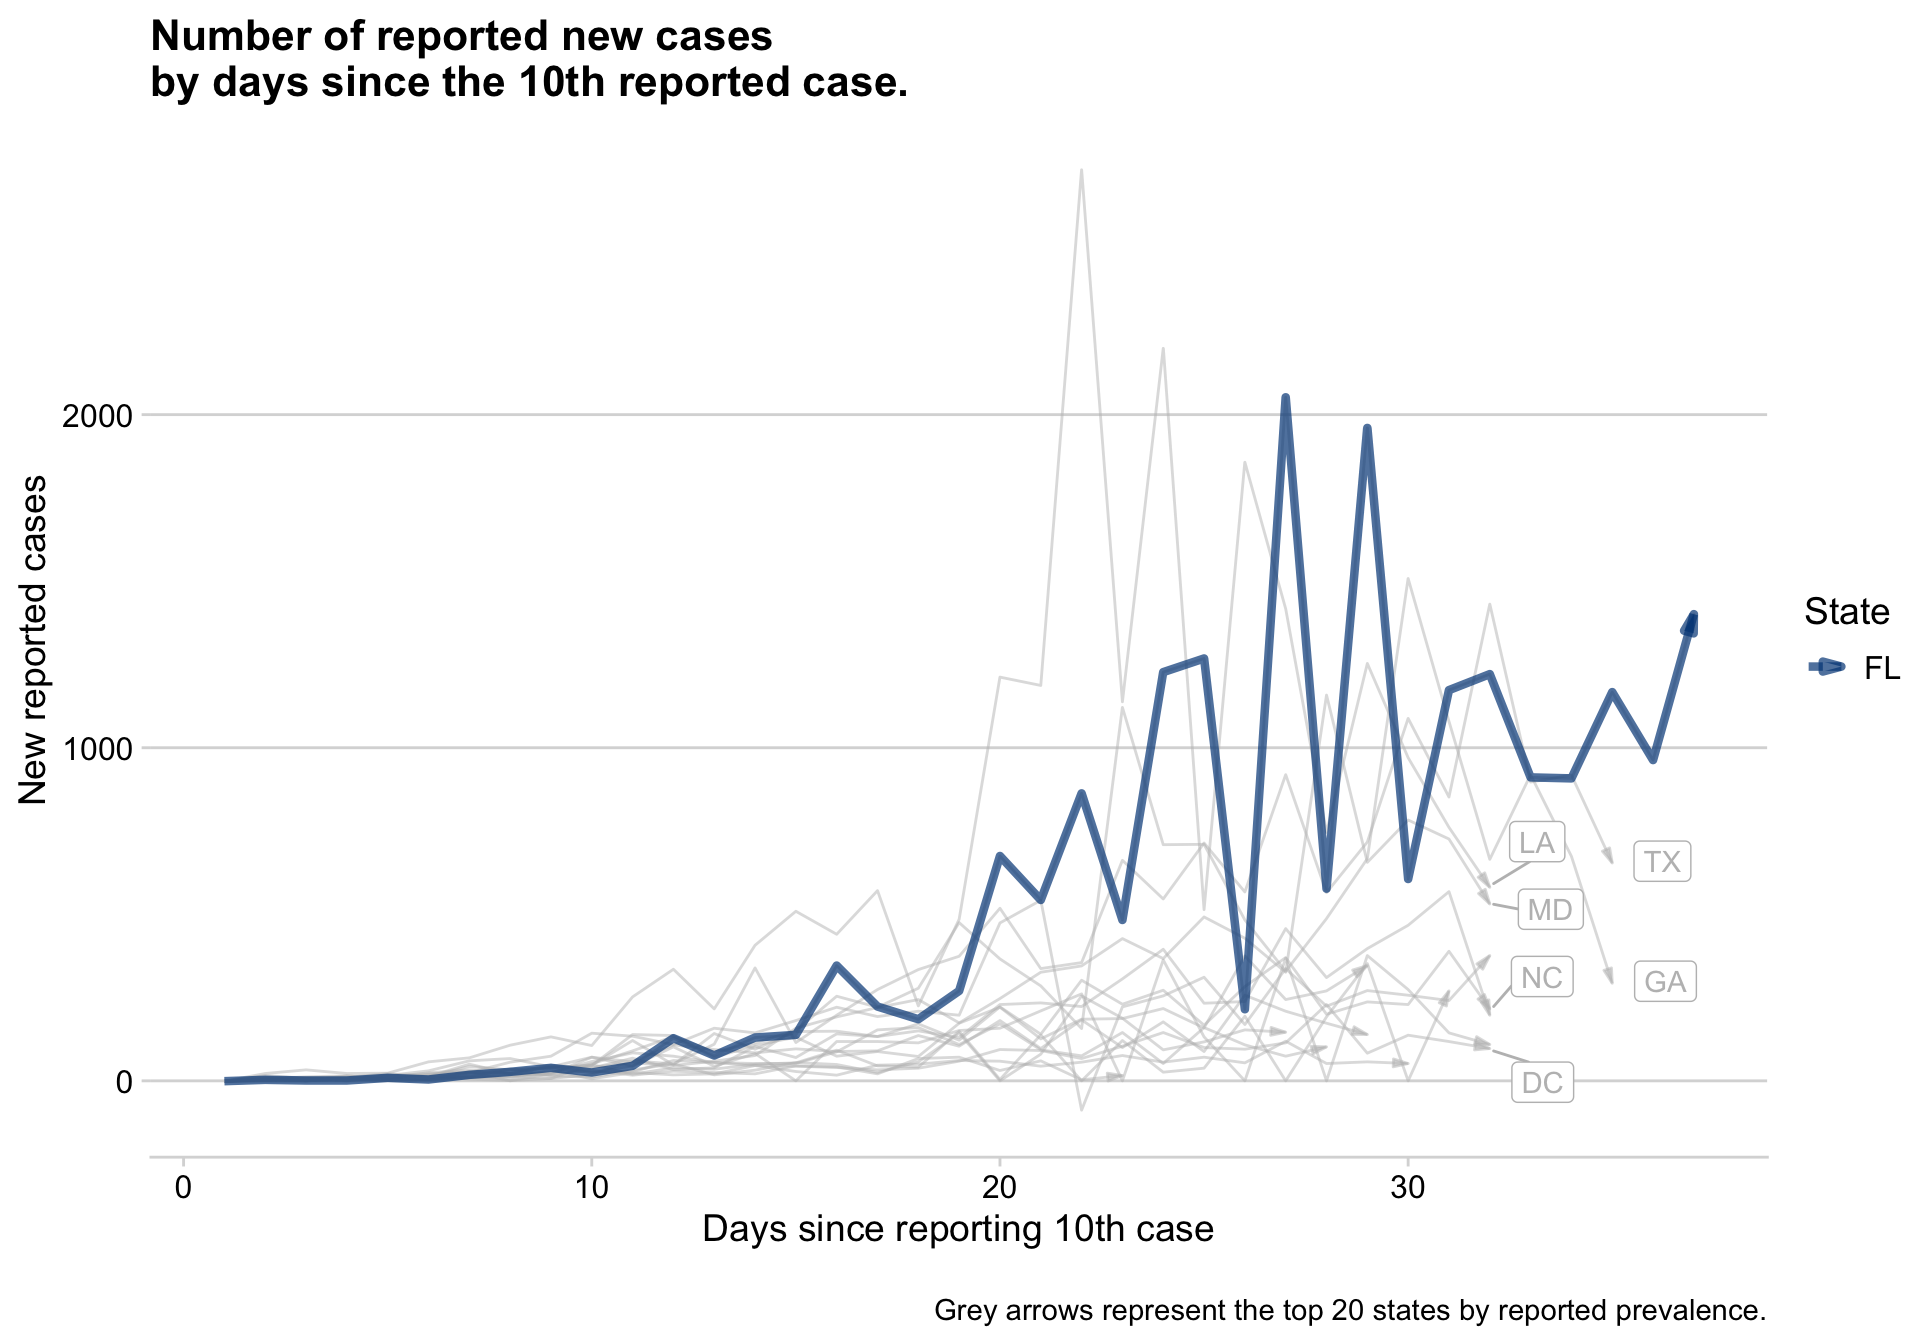 Number of reported new cases
by days since the 10th reported case.
New reported cases
2000
1000
0
0
10
20
30
Days since reporting 10th case
LA
TX
MD
NC
GA
DC
State
FL
Grey arrows represent the top 20 states by reported prevalence.